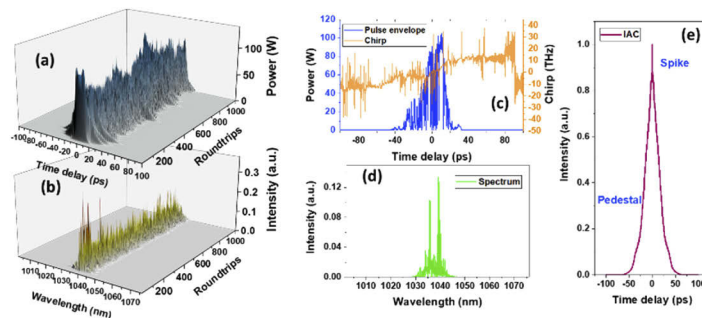 (a)
100
50
0
Power (W)
1000
800
600
400
200
Roundtrips
-100 -80 -60 -40 -20 0 20 40 60 80 100
Time delay (ps)
(b)
0.3
0.2
0.1
0.0
Intensity (a.u.)
1000
800
600
400
200
Roundtrips
1010 1020 1030 1040 1050 1060 1070
Wavelength (nm)
120
100
80
60
40
20
0
Power (W)
Pulse envelope
Chirp
(c)
40
30
20
10
0
-10
-20
-30
-40
-50
Chirp (THz)
-80 -40 0 40 80
Time delay (ps)
(d)
Spectrum
0.12
0.08
0.04
0.00
Intensity (a.u.)
1010 1020 1030 1040 1050 1060 1070
Wavelength (nm)
IAC
(e)
Spike
Pedestal
1.0
0.8
0.6
0.4
0.2
0.0
Intensity (a.u.)
-100 -50 0 50 100
Time delay (ps)